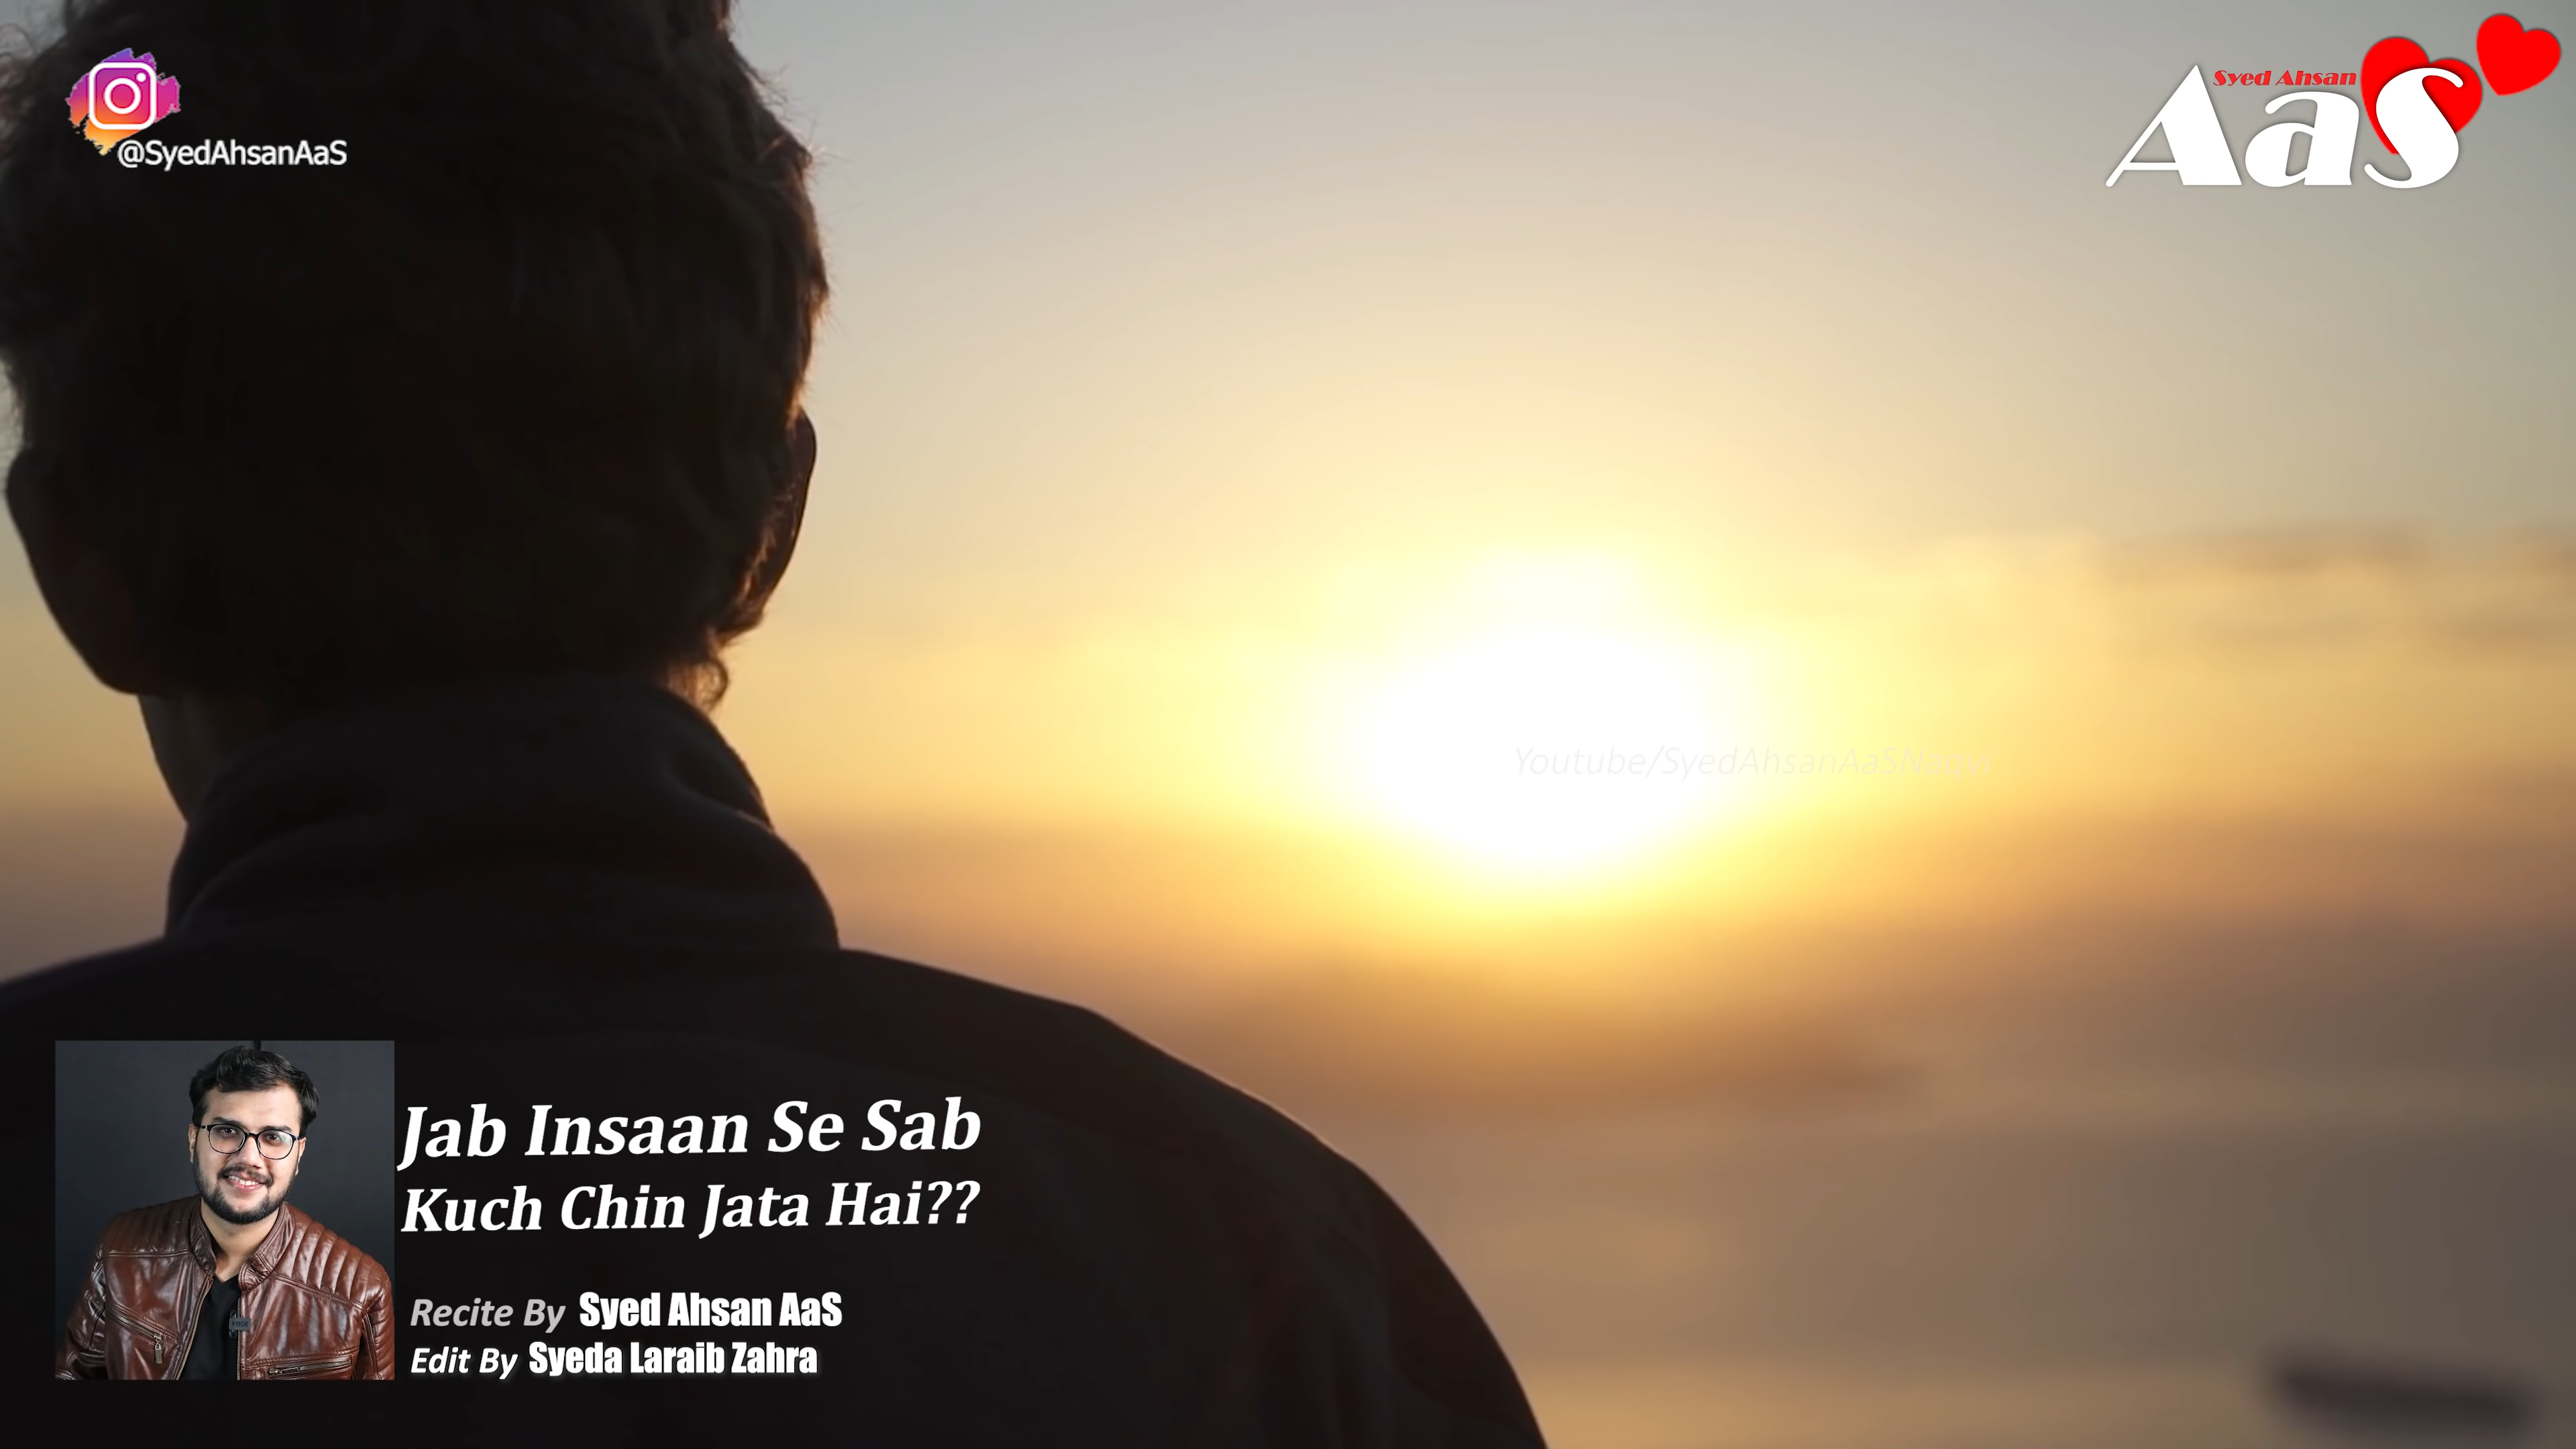 @SyedAhsanAaS
Syed Ahsan
AaS
Youtube/SyedAhsanAaSNaqvi
Jab Insaan Se Sab
Kuch Chin Jata Hai??
Recite By Syed Ahsan AaS
Edit By Syeda Laraib Zahra